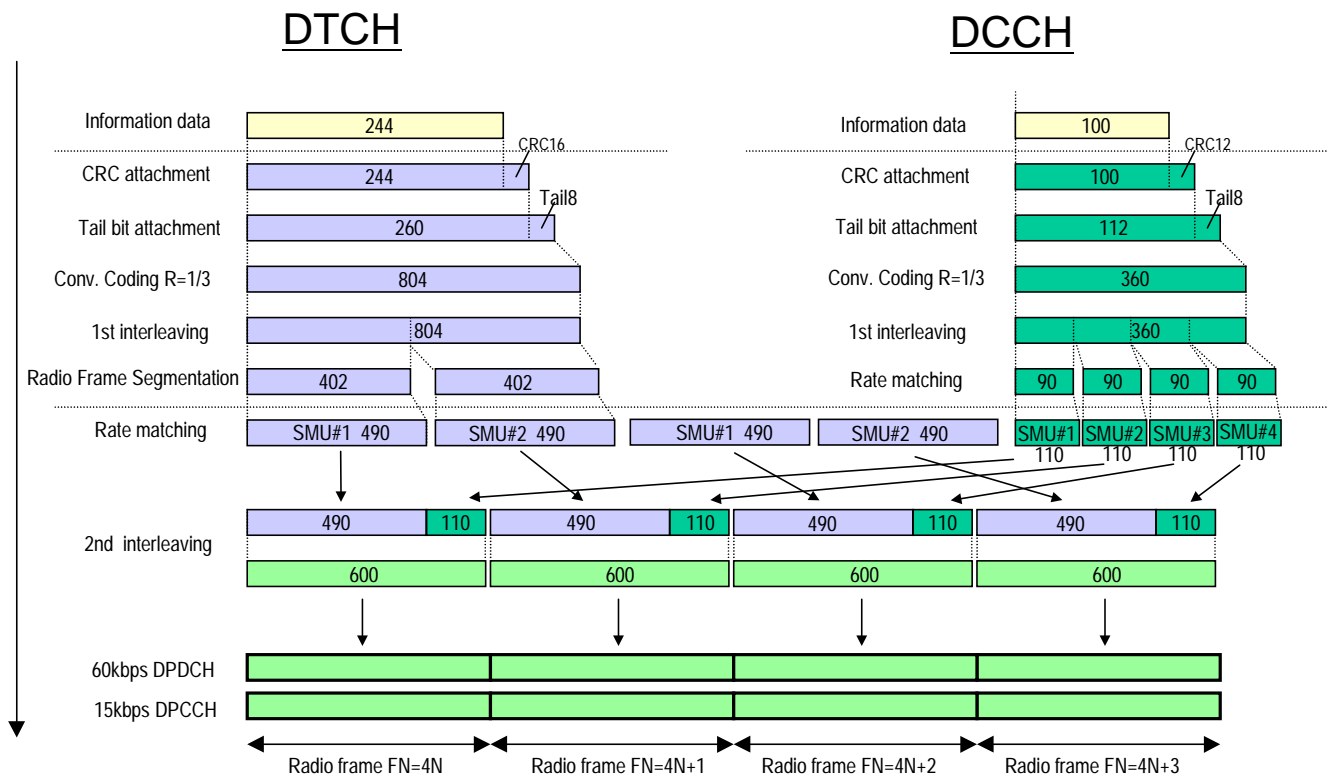 DTCH
DCCH
Information data
244
CRC16
CRC attachment
244
Tail8
Tail bit attachment
260
Conv. Coding R=1/3
804
1st interleaving
804
Radio Frame Segmentation
402
402
Rate matching
SMU#1 490
SMU#2 490
SMU#1 490
SMU#2 490
Information data
100
CRC12
CRC attachment
100
Tail8
Tail bit attachment
112
Conv. Coding R=1/3
360
1st interleaving
360
Rate matching
90
90
90
90
SMU#1
SMU#2
SMU#3
SMU#4
110
110
110
110
2nd interleaving
490
110
490
110
490
110
490
110
600
600
600
600
60kbps DPDCH
15kbps DPCCH
Radio frame FN=4N
Radio frame FN=4N+1
Radio frame FN=4N+2
Radio frame FN=4N+3